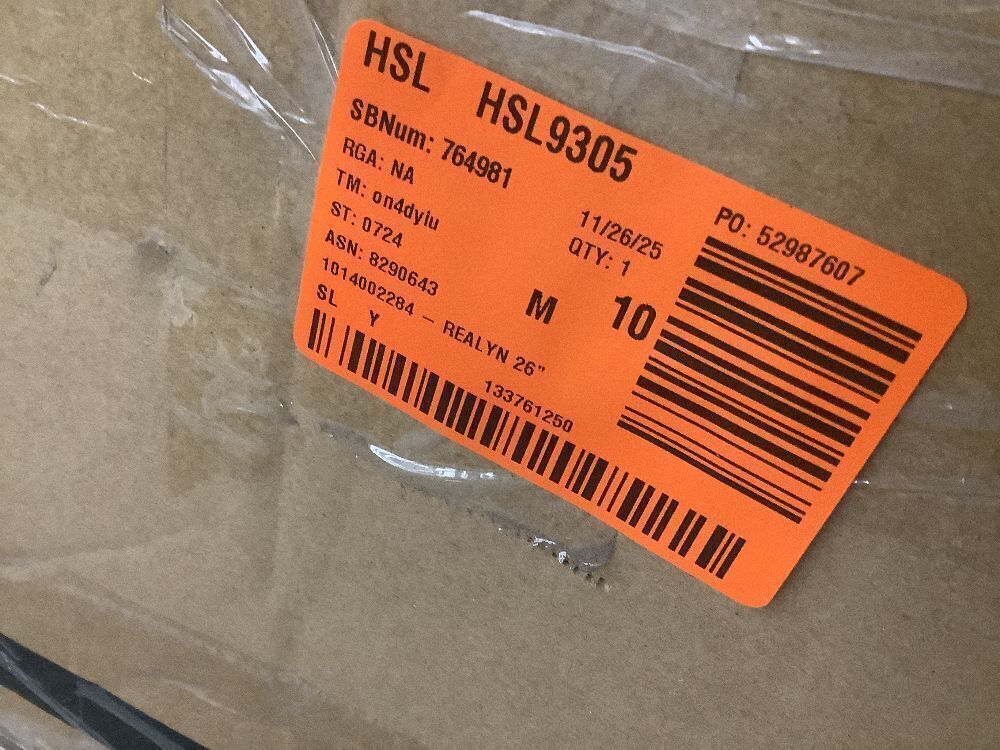 HSL HSL9305
SBNum: 764981
RGA: NA
TM: on4dyiu
11/26/25
ST: 0724
QTY: 1
ASN: 8290643
M 10
1014002284 – REALYN 26"
SL Y
133761250
PO: 52987607